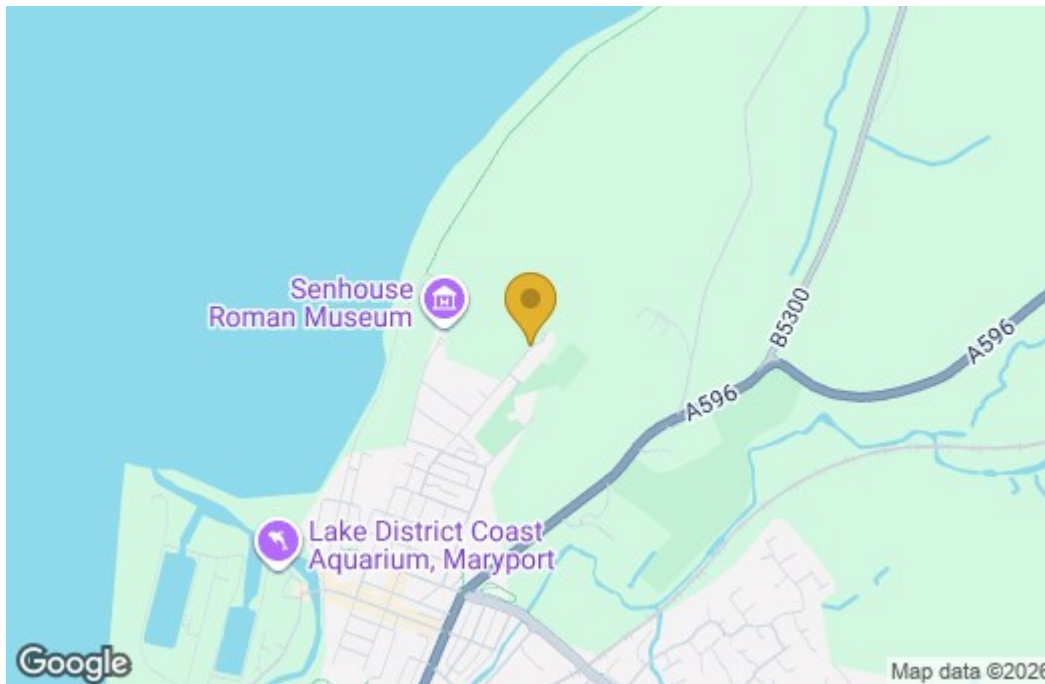 Senhouse
Roman Museum
B5300
A596
A596
Lake District Coast
Aquarium, Maryport
Google
Map data ©2026